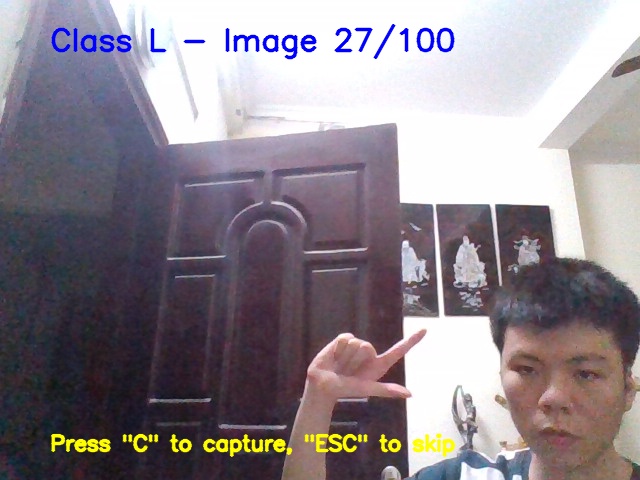 Class L - Image 27/100
Press "C" to capture, "ESC" to skip